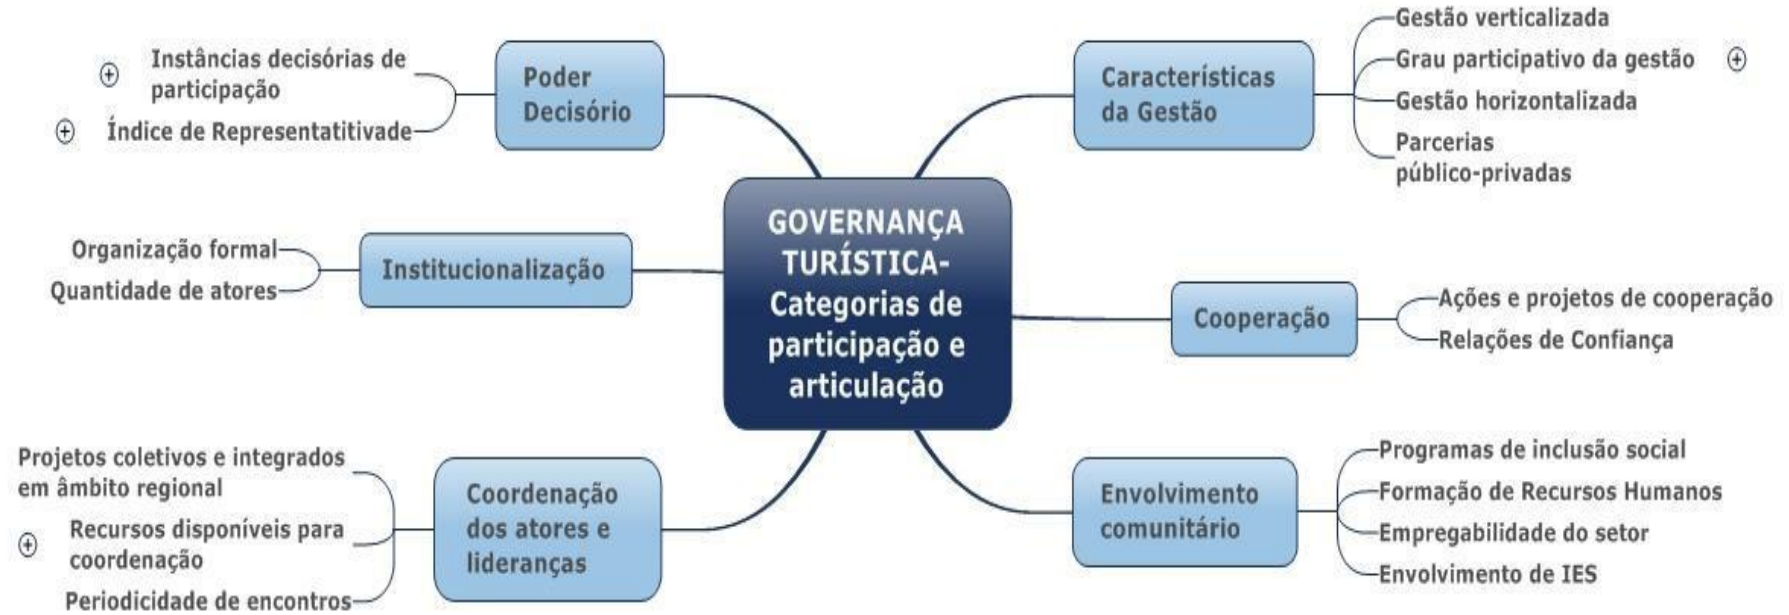 GOVERNANÇA
TURÍSTICA-
Categorias de
participação e
articulação
Poder
Decisório
Instâncias decisórias de
participação
Índice de Representatitivade
Institucionalização
Organização formal
Quantidade de atores
Coordenação
dos atores e
lideranças
Projetos coletivos e integrados
em âmbito regional
Recursos disponíveis para
coordenação
Periodicidade de encontros
Características
da Gestão
Gestão verticalizada
Grau participativo da gestão
Gestão horizontalizada
Parcerias
público-privadas
Cooperação
Ações e projetos de cooperação
Relações de Confiança
Envolvimento
comunitário
Programas de inclusão social
Formação de Recursos Humanos
Empregabilidade do setor
Envolvimento de IES